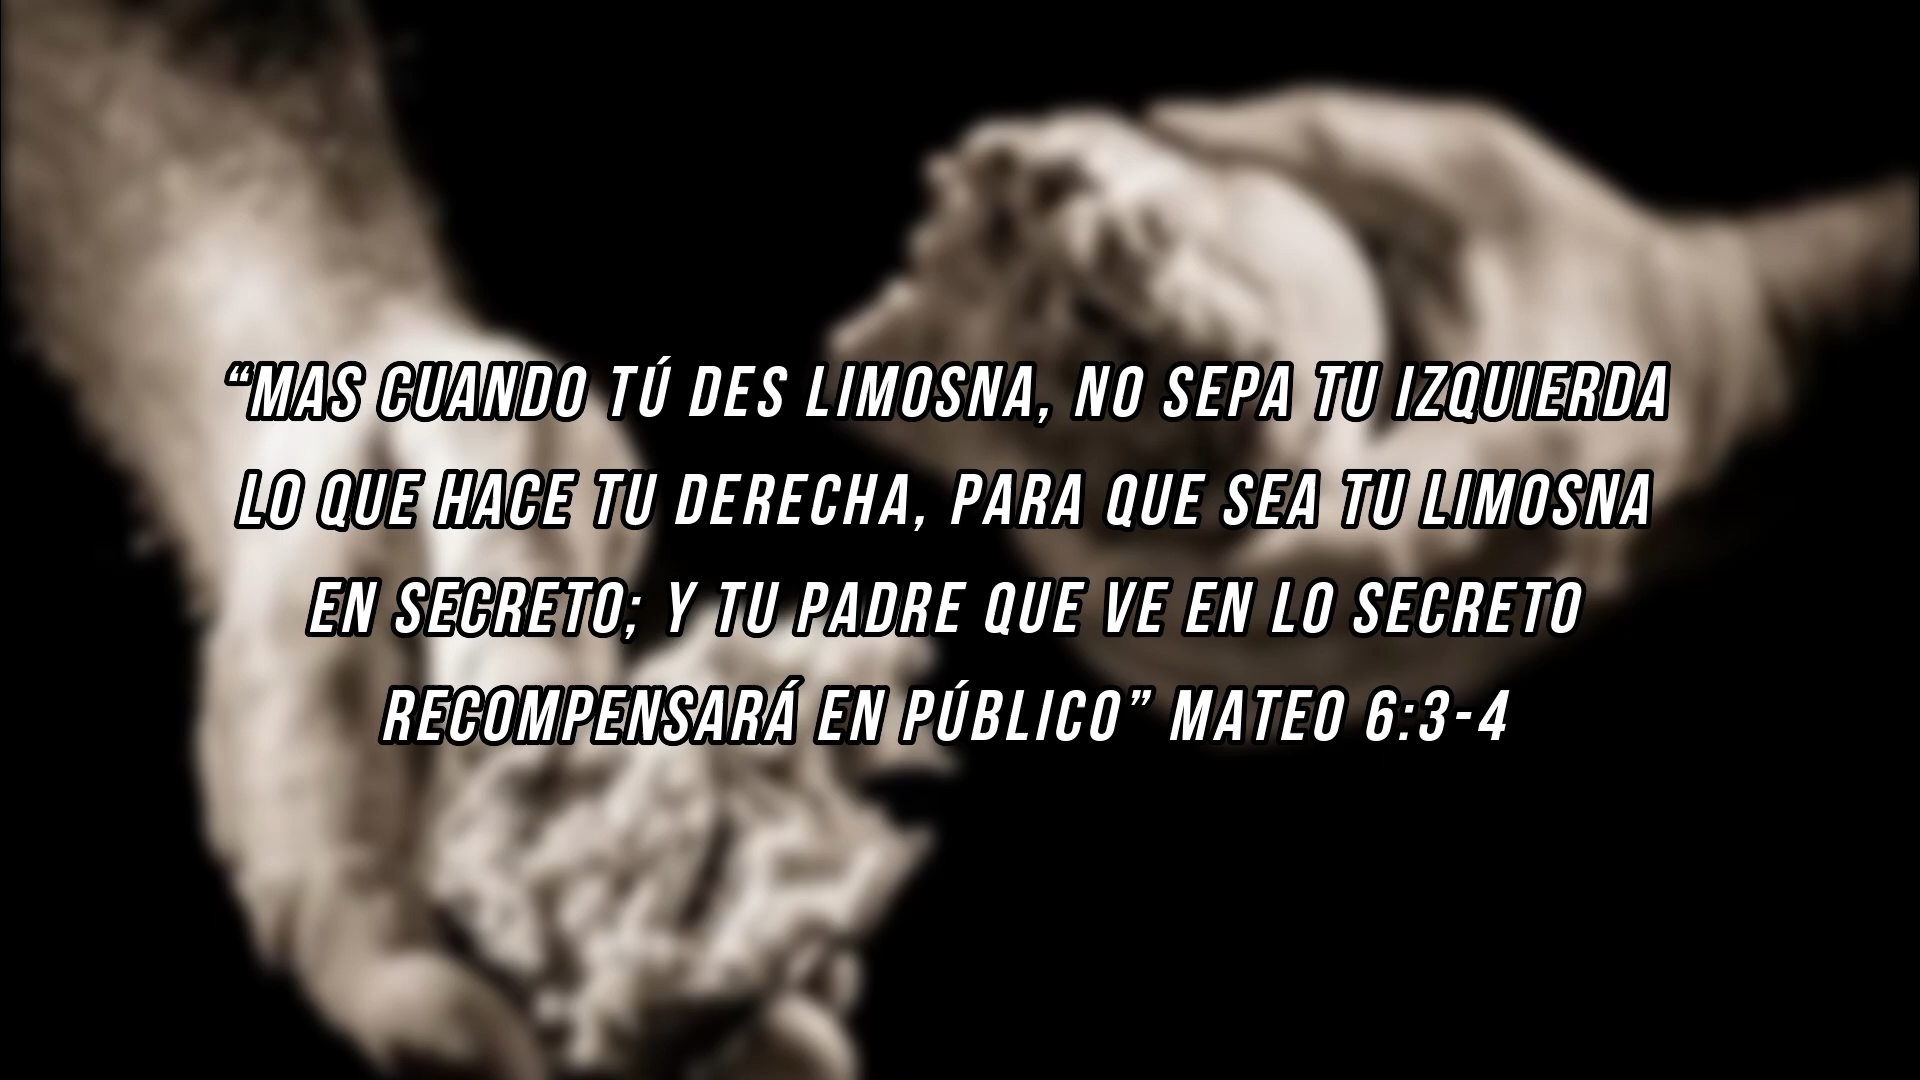 “MAS CUANDO TÚ DES LIMOSNA, NO SEPA TU IZQUIERDA
LO QUE HACE TU DERECHA, PARA QUE SEA TU LIMOSNA
EN SECRETO; Y TU PADRE QUE VE EN LO SECRETO
RECOMPENSARÁ EN PÚBLICO” MATEO 6:3-4